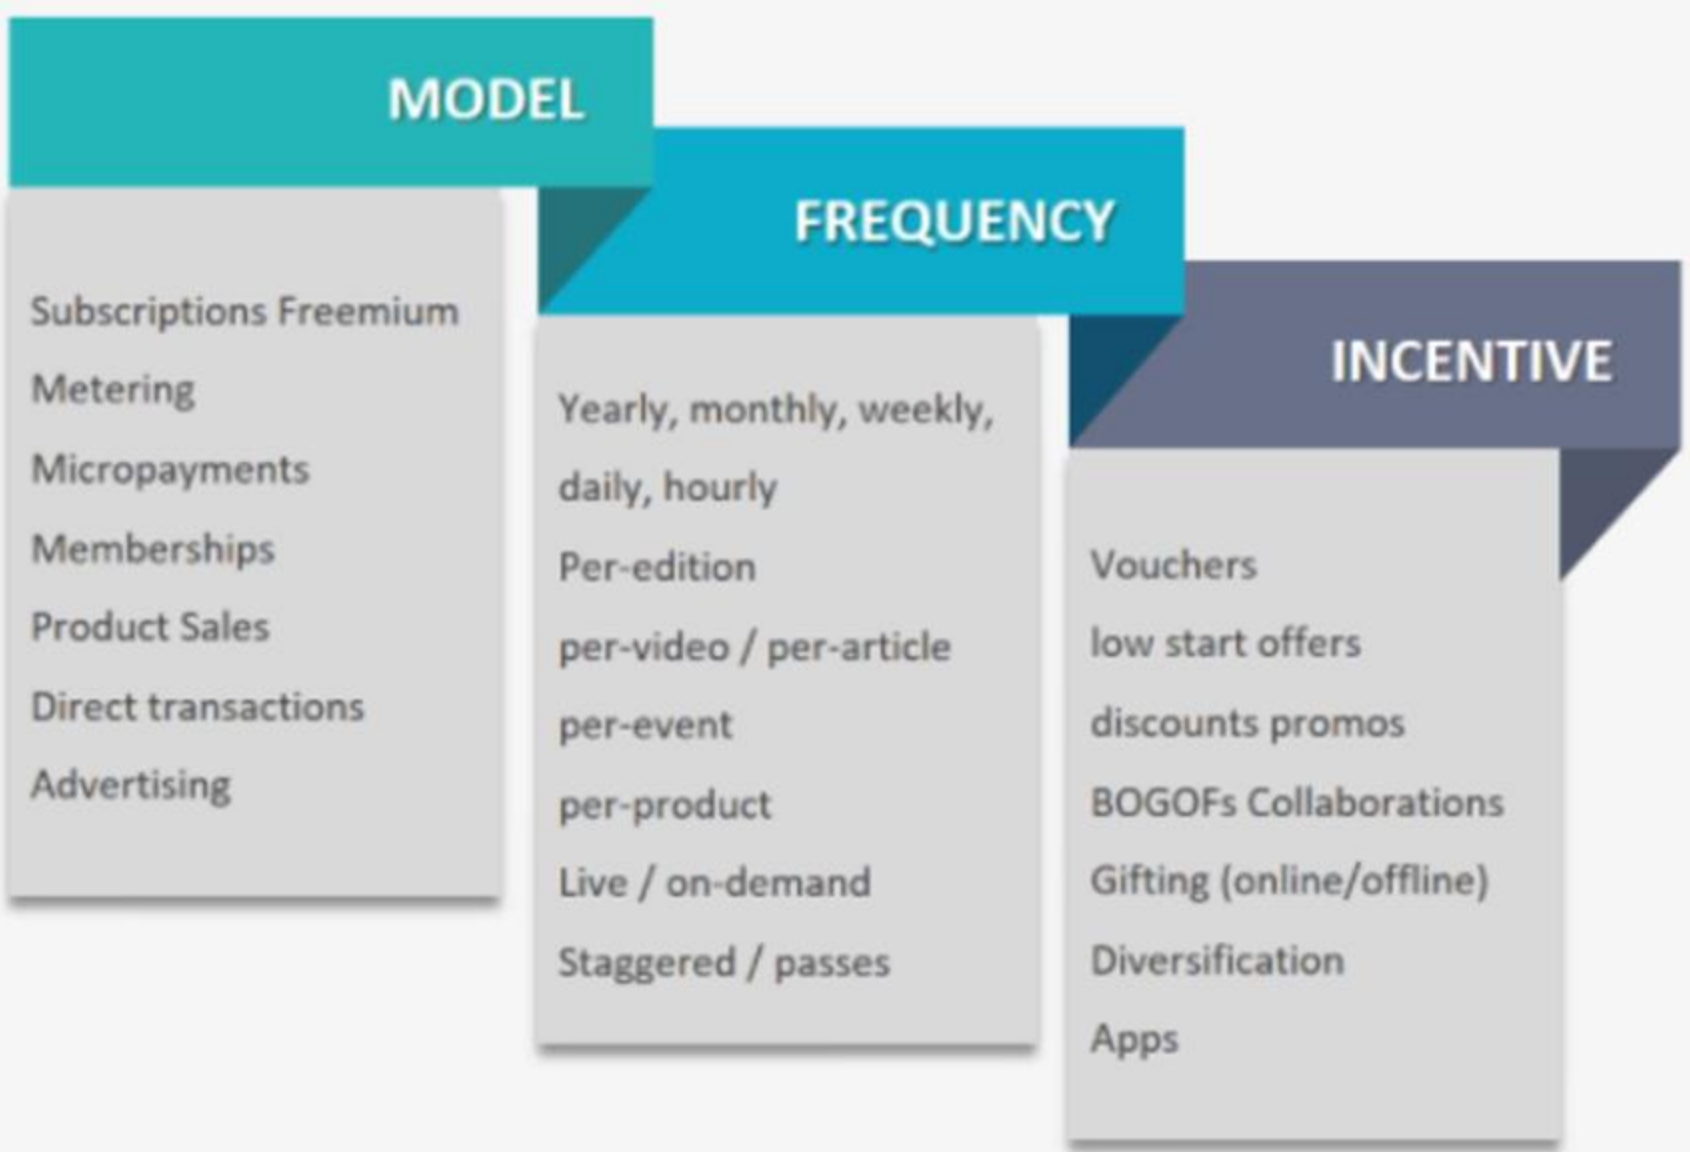 MODEL
Subscriptions Freemium
Metering
Micropayments
Memberships
Product Sales
Direct transactions
Advertising
FREQUENCY
Yearly, monthly, weekly,
daily, hourly
Per-edition
per-video / per-article
per-event
per-product
Live / on-demand
Staggered / passes
INCENTIVE
Vouchers
low start offers
discounts promos
BOGOFs Collaborations
Gifting (online/offline)
Diversification
Apps